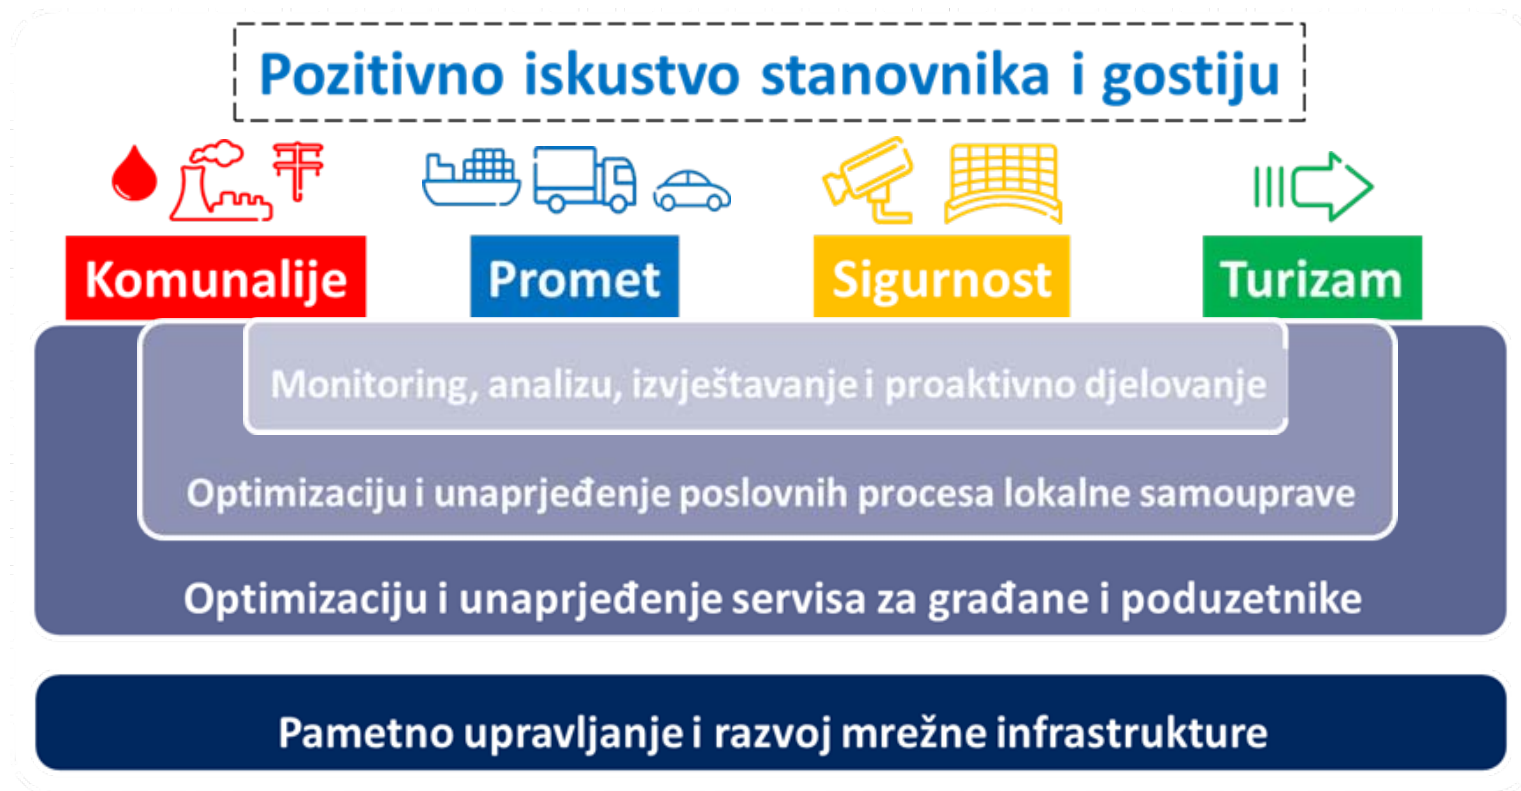 Pozitivno iskustvo stanovnika i gostiju
Komunalije
Promet
Sigurnost
Turizam
Monitoring, analizu, izvještavanje i proaktivno djelovanje
Optimizaciju i unaprjeđenje poslovnih procesa lokalne samouprave
Optimizaciju i unaprjeđenje servisa za građane i poduzetnike
Pametno upravljanje i razvoj mrežne infrastrukture